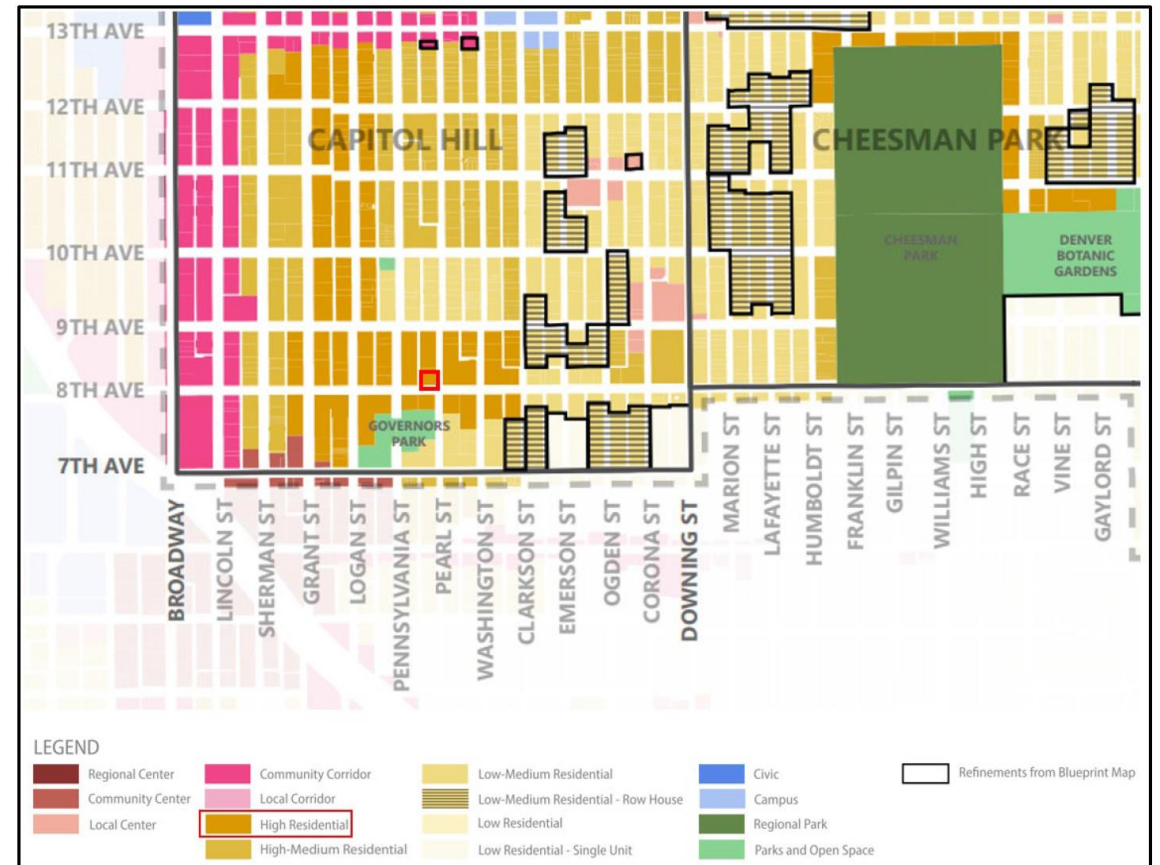 13TH AVE
12TH AVE
CAPITOL HILL
CHEESMAN PARK
11TH AVE
10TH AVE
CHEESMAN
PARK
DENVER
BOTANIC
GARDENS
9TH AVE
8TH AVE
GOVERNORS
PARK
7TH AVE
BROADWAY
LINCOLN ST
SHERMAN ST
GRANT ST
LOGAN ST
PENNSYLVANIA ST
PEARL ST
WASHINGTON ST
CLARKSON ST
EMERSON ST
OGDEN ST
CORONA ST
DOWNING ST
MARION ST
LAFAYETTE ST
HUMBOLDT ST
FRANKLIN ST
GILPIN ST
WILLIAMS ST
HIGH ST
RACE ST
VINE ST
GAYLORD ST
LEGEND
Regional Center
Community Center
Local Center
Community Corridor
Local Corridor
High Residential
High-Medium Residential
Low-Medium Residential
Low-Medium Residential - Row House
Low Residential
Low Residential - Single Unit
Civic
Campus
Regional Park
Parks and Open Space
Refinements from Blueprint Map